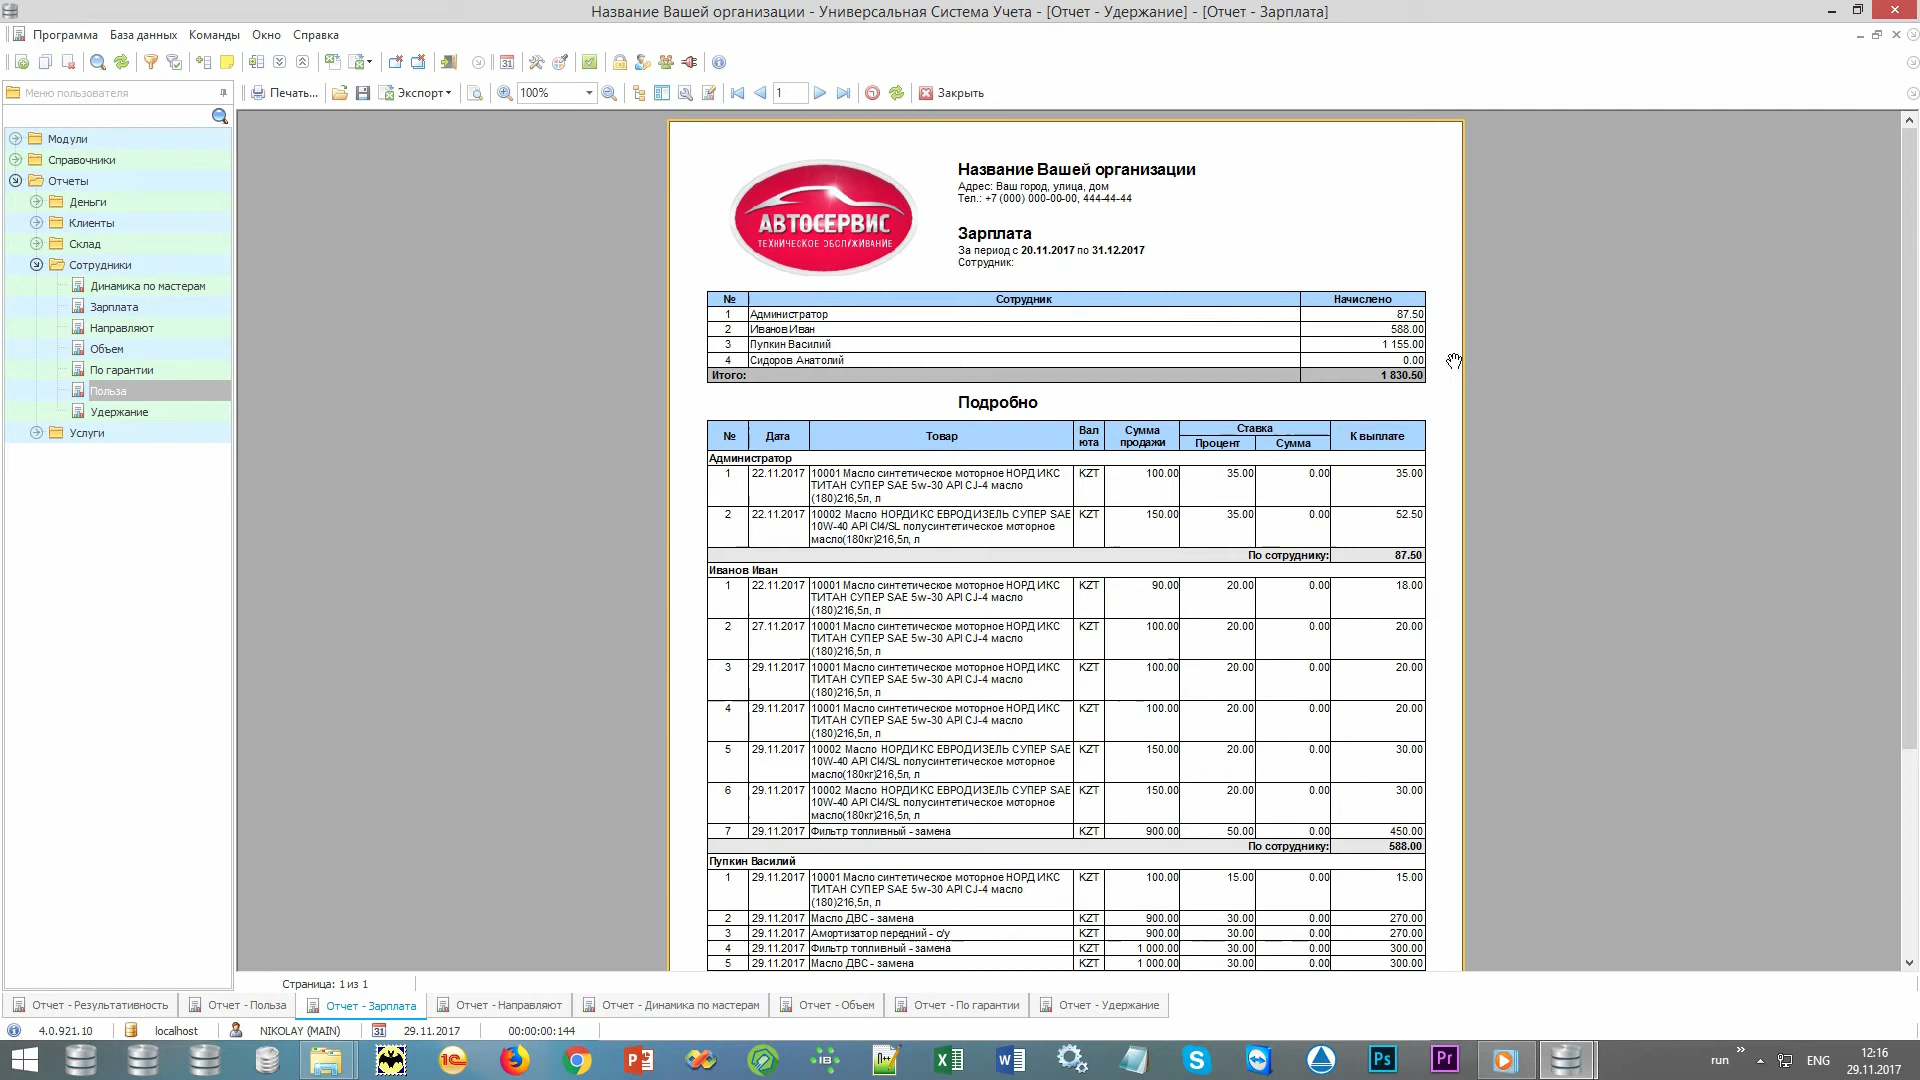 Название Вашей организации - Универсальная Система Учета - [Отчет - Удержание] - [Отчет - Зарплата]
Программа База данных Команды Окно Справка
Меню пользователя
Печать... Экспорт 100% 1 Закрыть
Модули
Справочники
Отчеты
Деньги
Клиенты
Склад
Сотрудники
Динамика по мастерам
Зарплата
Направляют
Объем
По гарантии
Польза
Удержание
Услуги
АВТОСЕРВИС
ТЕХНИЧЕСКОЕ ОБСЛУЖИВАНИЕ
Название Вашей организации
Адрес: Ваш город, улица, дом
Тел.: +7 (000) 000-00-00, 444-44-44
Зарплата
За период с 20.11.2017 по 31.12.2017
Сотрудник:
№ Сотрудник Начислено
1 Администратор 87.50
2 Иванов Иван 588.00
3 Пупкин Василий 1 155.00
4 Сидоров Анатолий 0.00
Итого: 1 830.50
Подробно
№ Дата Товар Вал юта Сумма продажи Ставка К выплате
Процент Сумма
Администратор
1 22.11.2017 10001 Масло синтетическое моторное НОРДИКС KZT 100.00 35.00 0.00 35.00
ТИТАН СУПЕР SAE 5w-30 API CJ-4 масло
(180)216,5л, л
2 22.11.2017 10002 Масло НОРДИКС ЕВРОДИЗЕЛЬ СУПЕР SAE KZT 150.00 35.00 0.00 52.50
10W-40 API CI4/SL полусинтетическое моторное
масло(180кг)216,5л, л
По сотруднику: 87.50
Иванов Иван
1 22.11.2017 10001 Масло синтетическое моторное НОРДИКС KZT 90.00 20.00 0.00 18.00
ТИТАН СУПЕР SAE 5w-30 API CJ-4 масло
(180)216,5л, л
2 27.11.2017 10001 Масло синтетическое моторное НОРДИКС KZT 100.00 20.00 0.00 20.00
ТИТАН СУПЕР SAE 5w-30 API CJ-4 масло
(180)216,5л, л
3 29.11.2017 10001 Масло синтетическое моторное НОРДИКС KZT 100.00 20.00 0.00 20.00
ТИТАН СУПЕР SAE 5w-30 API CJ-4 масло
(180)216,5л, л
4 29.11.2017 10001 Масло синтетическое моторное НОРДИКС KZT 100.00 20.00 0.00 20.00
ТИТАН СУПЕР SAE 5w-30 API CJ-4 масло
(180)216,5л, л
5 29.11.2017 10002 Масло НОРДИКС ЕВРОДИЗЕЛЬ СУПЕР SAE KZT 150.00 20.00 0.00 30.00
10W-40 API CI4/SL полусинтетическое моторное
масло(180кг)216,5л, л
6 29.11.2017 10002 Масло НОРДИКС ЕВРОДИЗЕЛЬ СУПЕР SAE KZT 150.00 20.00 0.00 30.00
10W-40 API CI4/SL полусинтетическое моторное
масло(180кг)216,5л, л
7 29.11.2017 Фильтр топливный - замена KZT 900.00 50.00 0.00 450.00
По сотруднику: 588.00
Пупкин Василий
1 29.11.2017 10001 Масло синтетическое моторное НОРДИКС KZT 100.00 15.00 0.00 15.00
ТИТАН СУПЕР SAE 5w-30 API CJ-4 масло
(180)216,5л, л
2 29.11.2017 Масло ДВС - замена KZT 900.00 30.00 0.00 270.00
3 29.11.2017 Амортизатор передний - с/у KZT 900.00 30.00 0.00 270.00
4 29.11.2017 Фильтр топливный - замена KZT 1 000.00 30.00 0.00 300.00
5 29.11.2017 Масло ДВС - замена KZT 1 000.00 30.00 0.00 300.00
Страница: 1 из 1
Отчет - Результативность Отчет - Польза Отчет - Зарплата Отчет - Направляют Отчет - Динамика по мастерам Отчет - Объем Отчет - По гарантии Отчет - Удержание
4.0.921.10 localhost NIKOLAY (MAIN) 31 29.11.2017 00:00:00:144
run ENG 12:16
29.11.2017